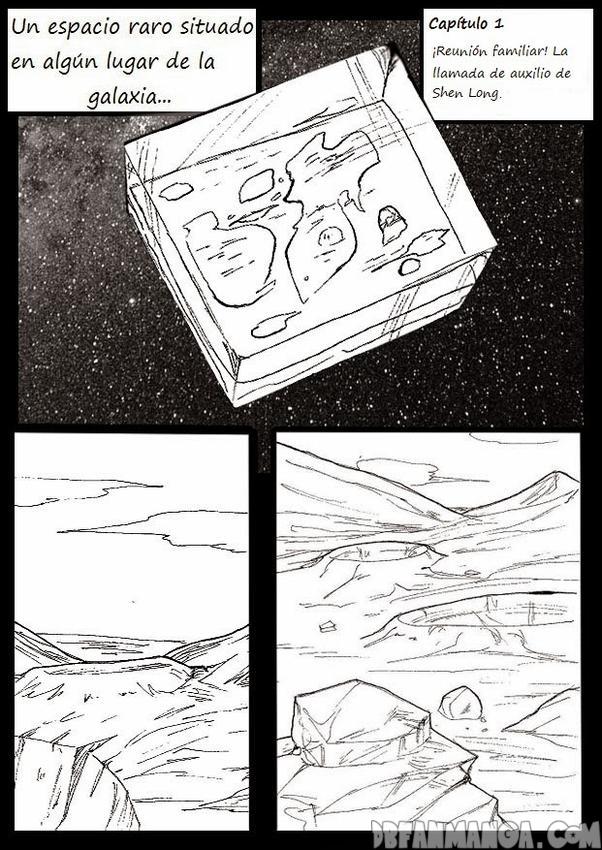 Un espacio raro situado
en algún lugar de la
galaxia...
Capítulo 1
¡Reunión familiar! La
llamada de auxilio de
Shen Long.
DBFANMANGA.COM